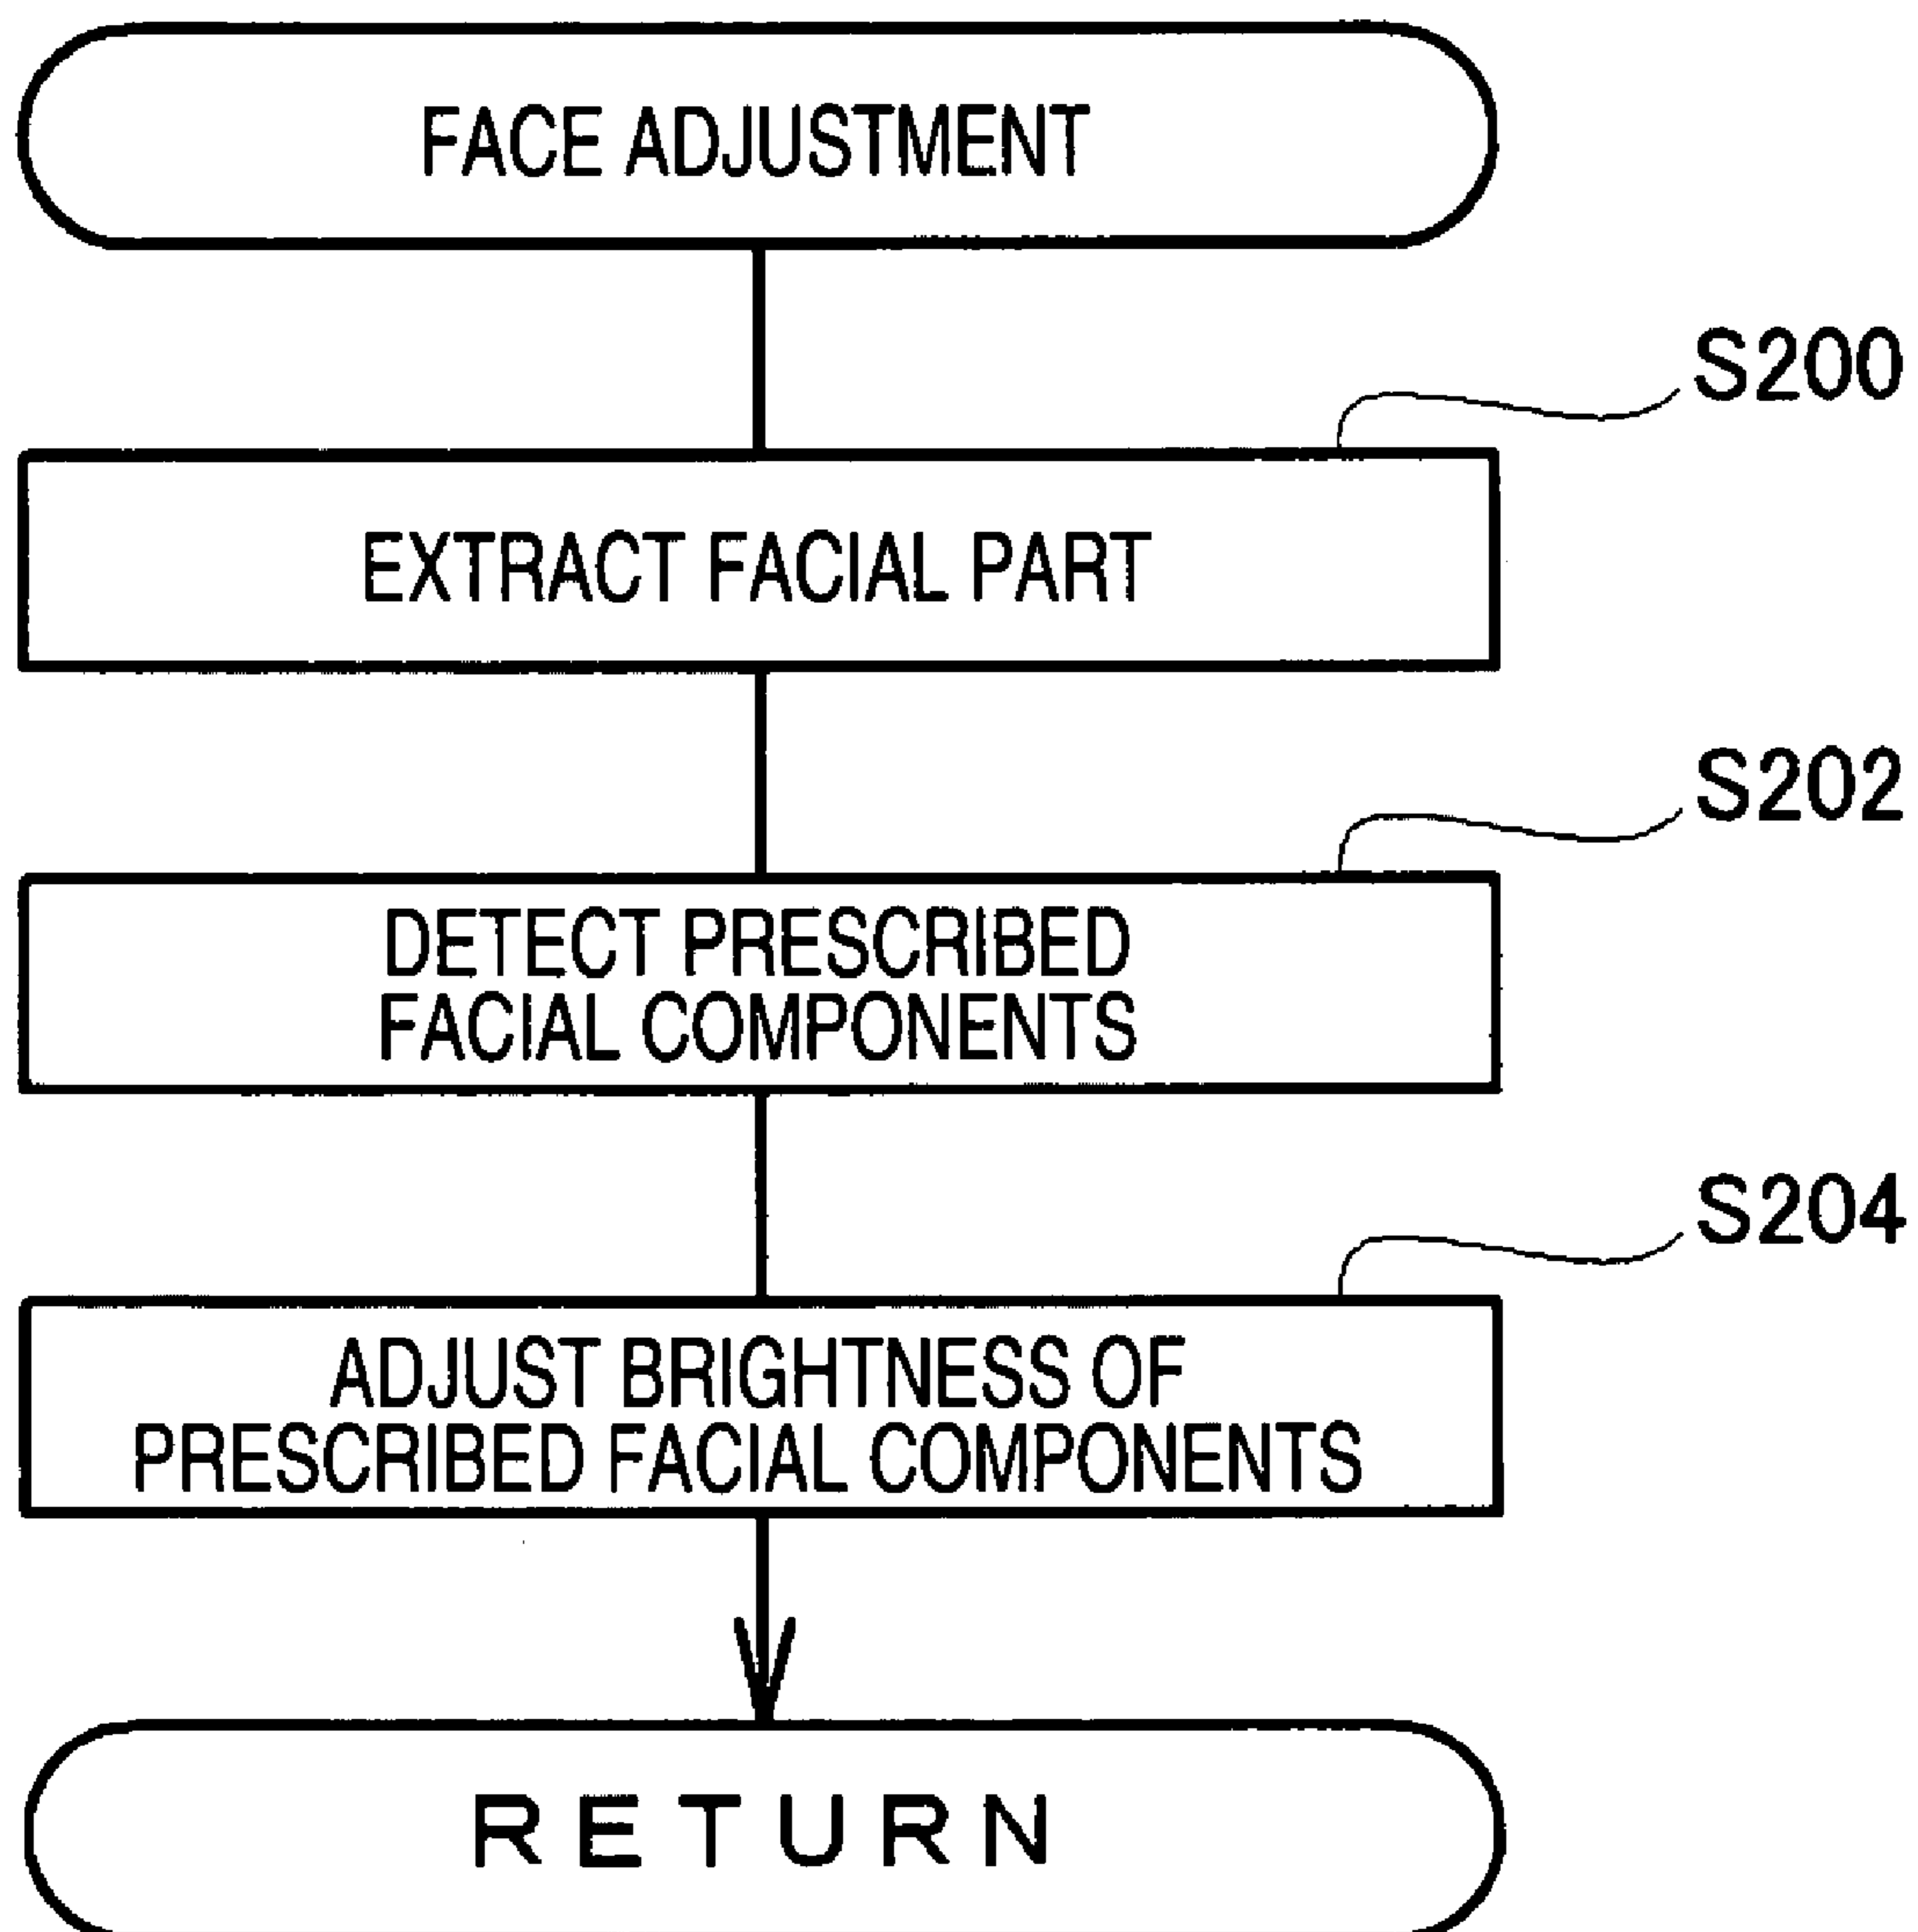 FACE ADJUSTMENT
S200
EXTRACT FACIAL PART
S202
DETECT PRESCRIBED
FACIAL COMPONENTS
S204
ADJUST BRIGHTNESS OF
PRESCRIBED FACIAL COMPONENTS
RETURN